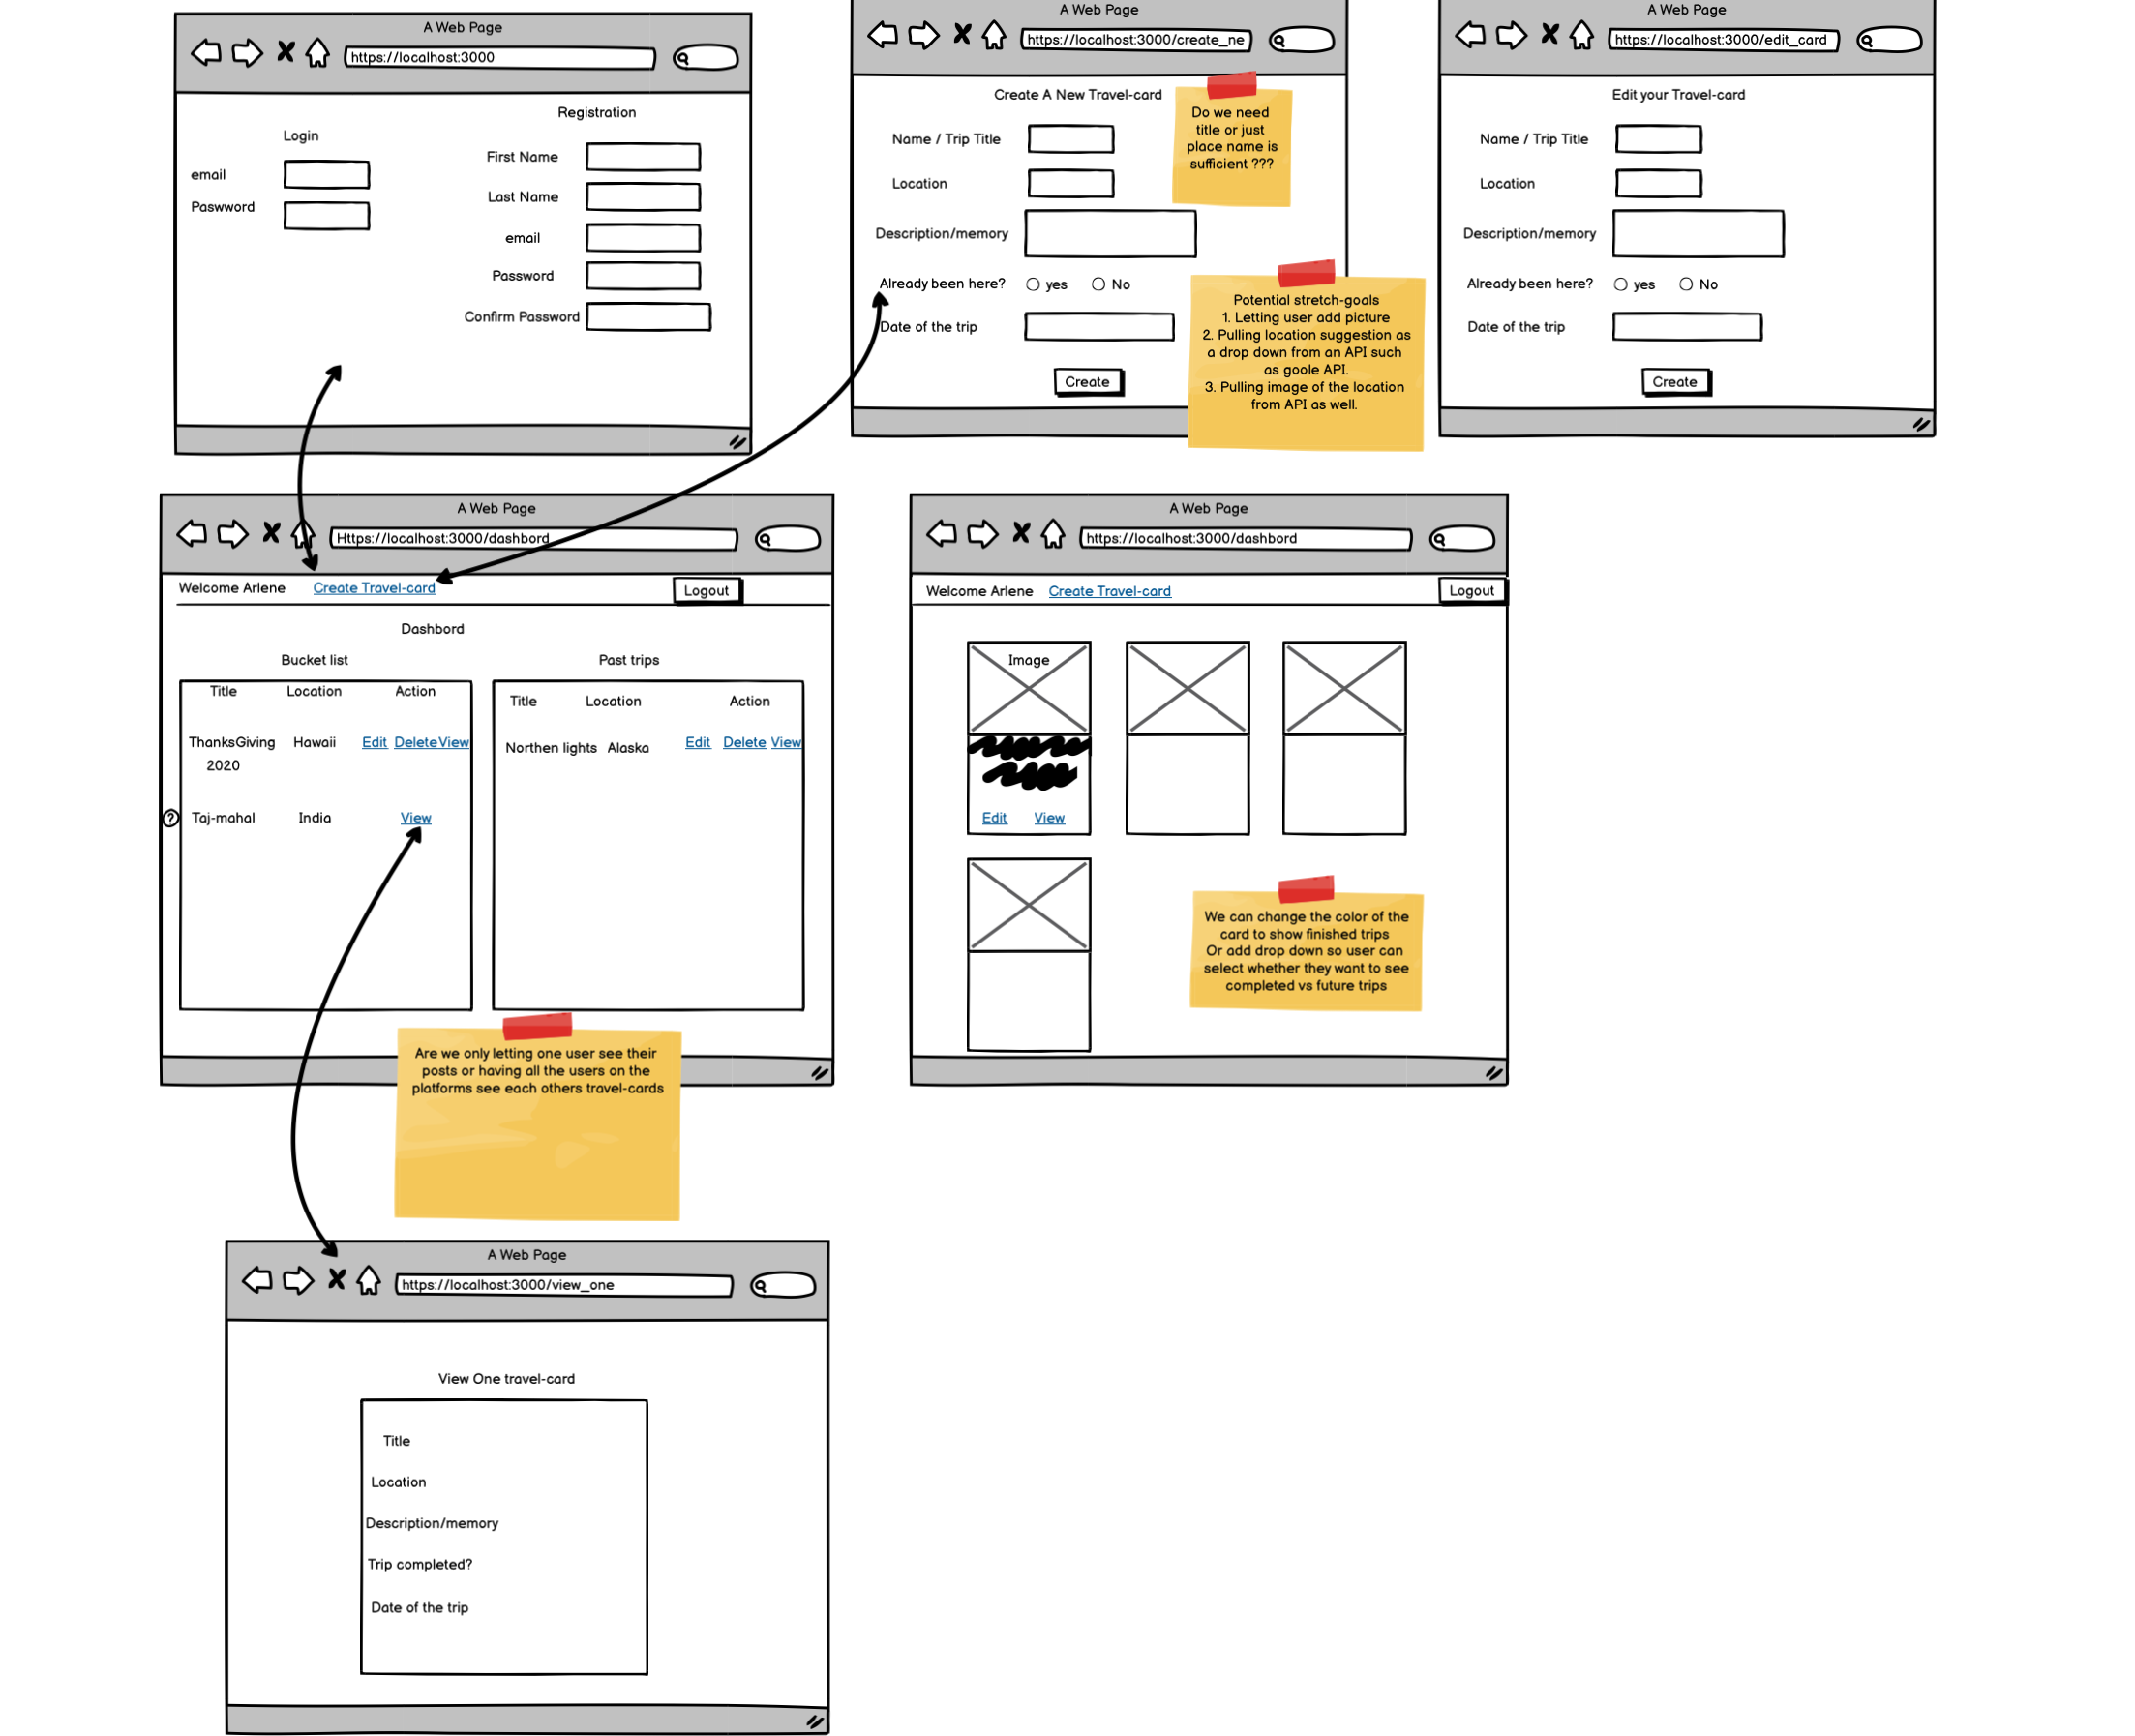 A Web Page
https://localhost:3000
Login
email
Paswword
Registration
First Name
Last Name
email
Password
Confirm Password
A Web Page
https://localhost:3000/create_ne
Create A New Travel-card
Name / Trip Title
Location
Description/memory
Already been here?
yes
No
Date of the trip
Create
Do we need
title or just
place name is
sufficient ???
Potential stretch-goals
1. Letting user add picture
2. Pulling location suggestion as
a drop down from an API such
as goole API.
3. Pulling image of the location
from API as well.
A Web Page
https://localhost:3000/edit_card
Edit your Travel-card
Name / Trip Title
Location
Description/memory
Already been here?
yes
No
Date of the trip
Create
A Web Page
Https://localhost:3000/dashbord
Welcome Arlene Create Travel-card Logout
Dashbord
Bucket list
Title Location Action
ThanksGiving Hawaii Edit Delete View
2020
? Taj-mahal India View
Past trips
Title Location Action
Northen lights Alaska Edit Delete View
Are we only letting one user see their
posts or having all the users on the
platforms see each others travel-cards
A Web Page
https://localhost:3000/dashbord
Welcome Arlene Create Travel-card Logout
Image
Edit View
We can change the color of the
card to show finished trips
Or add drop down so user can
select whether they want to see
completed vs future trips
A Web Page
https://localhost:3000/view_one
View One travel-card
Title
Location
Description/memory
Trip completed?
Date of the trip